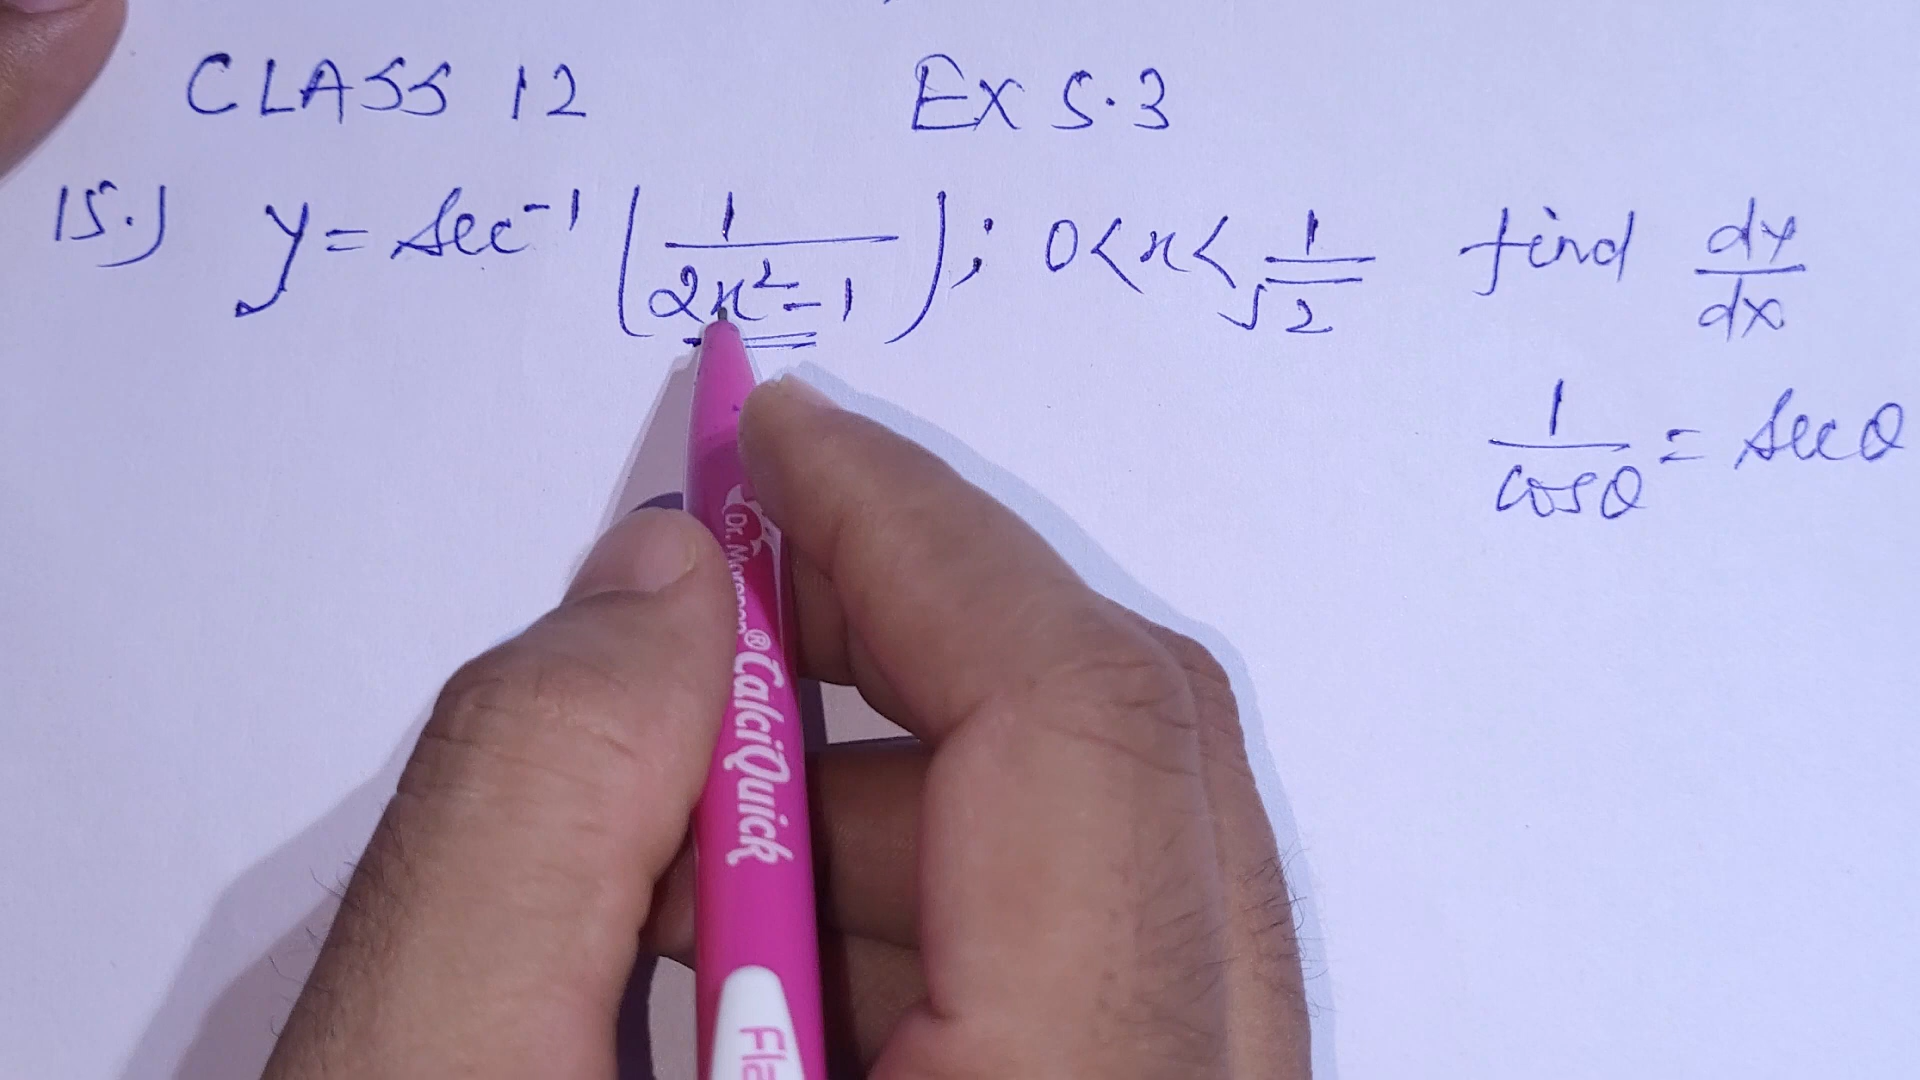 CLASS 12 EX 5.3
15.) y = sec⁻¹ (1/(2x²-1)) ; 0<x<1/√2 find dy/dx
1/cosθ = secθ
Dr. Morepen® CalciQuick
Fla